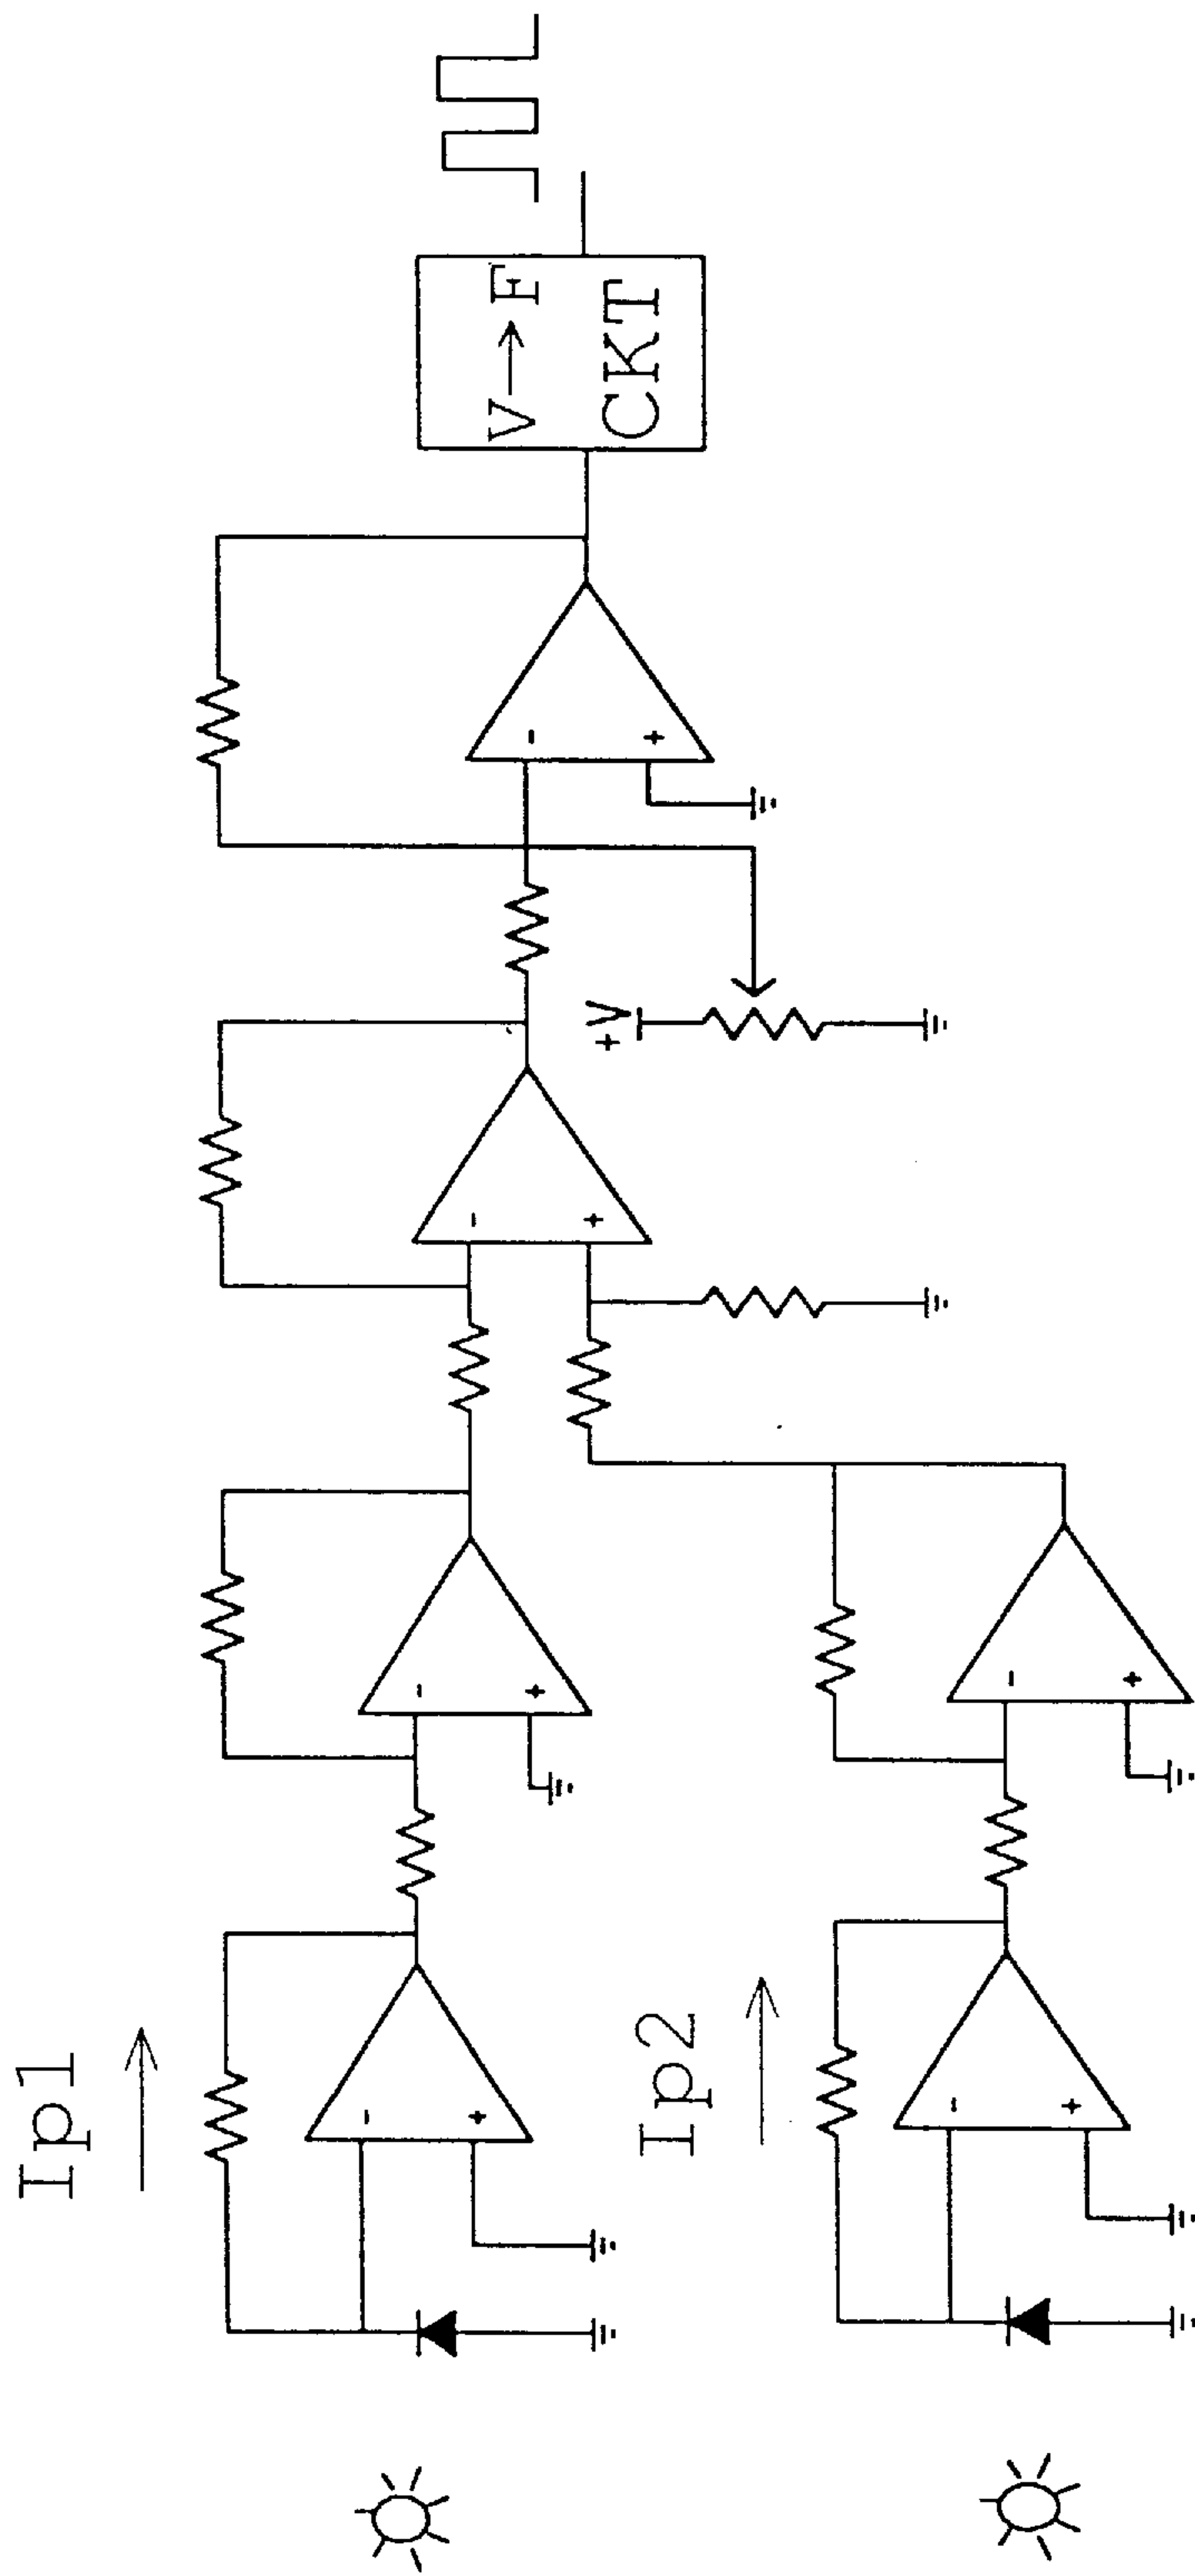 Ip1
Ip2
- +
- +
- +
- +
- +
+V
- +
V→F
CKT